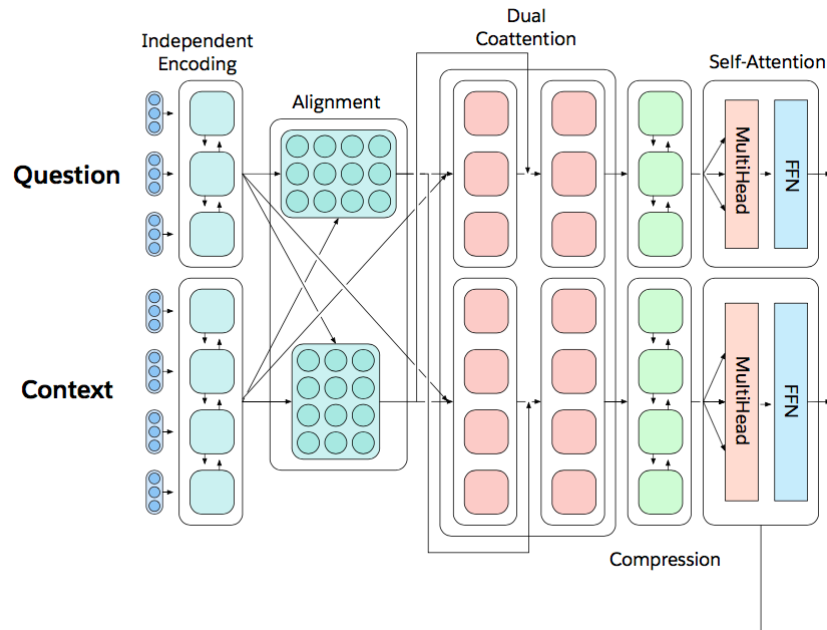 Dual
Coattention
Independent
Encoding
Self-Attention
Alignment
Question
MultiHead
FFN
Context
MultiHead
FFN
Compression